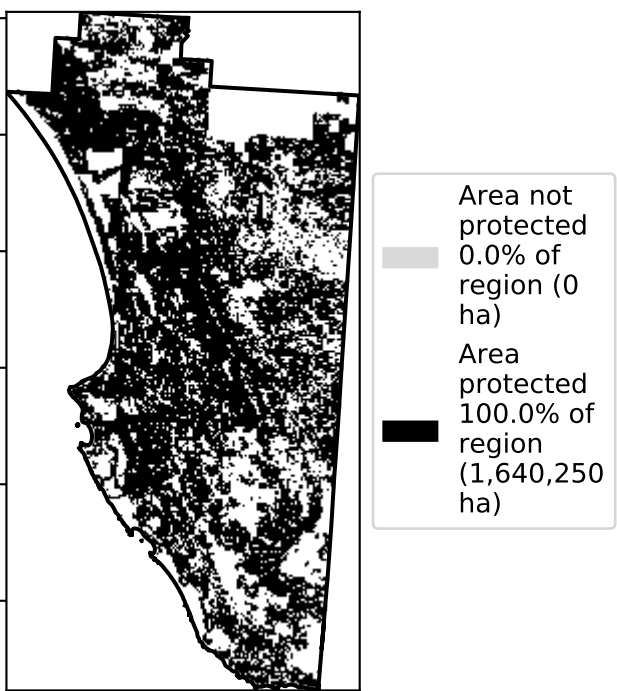 Area not
protected
0.0% of
region (0
ha)
Area
protected
100.0% of
region
(1,640,250
ha)